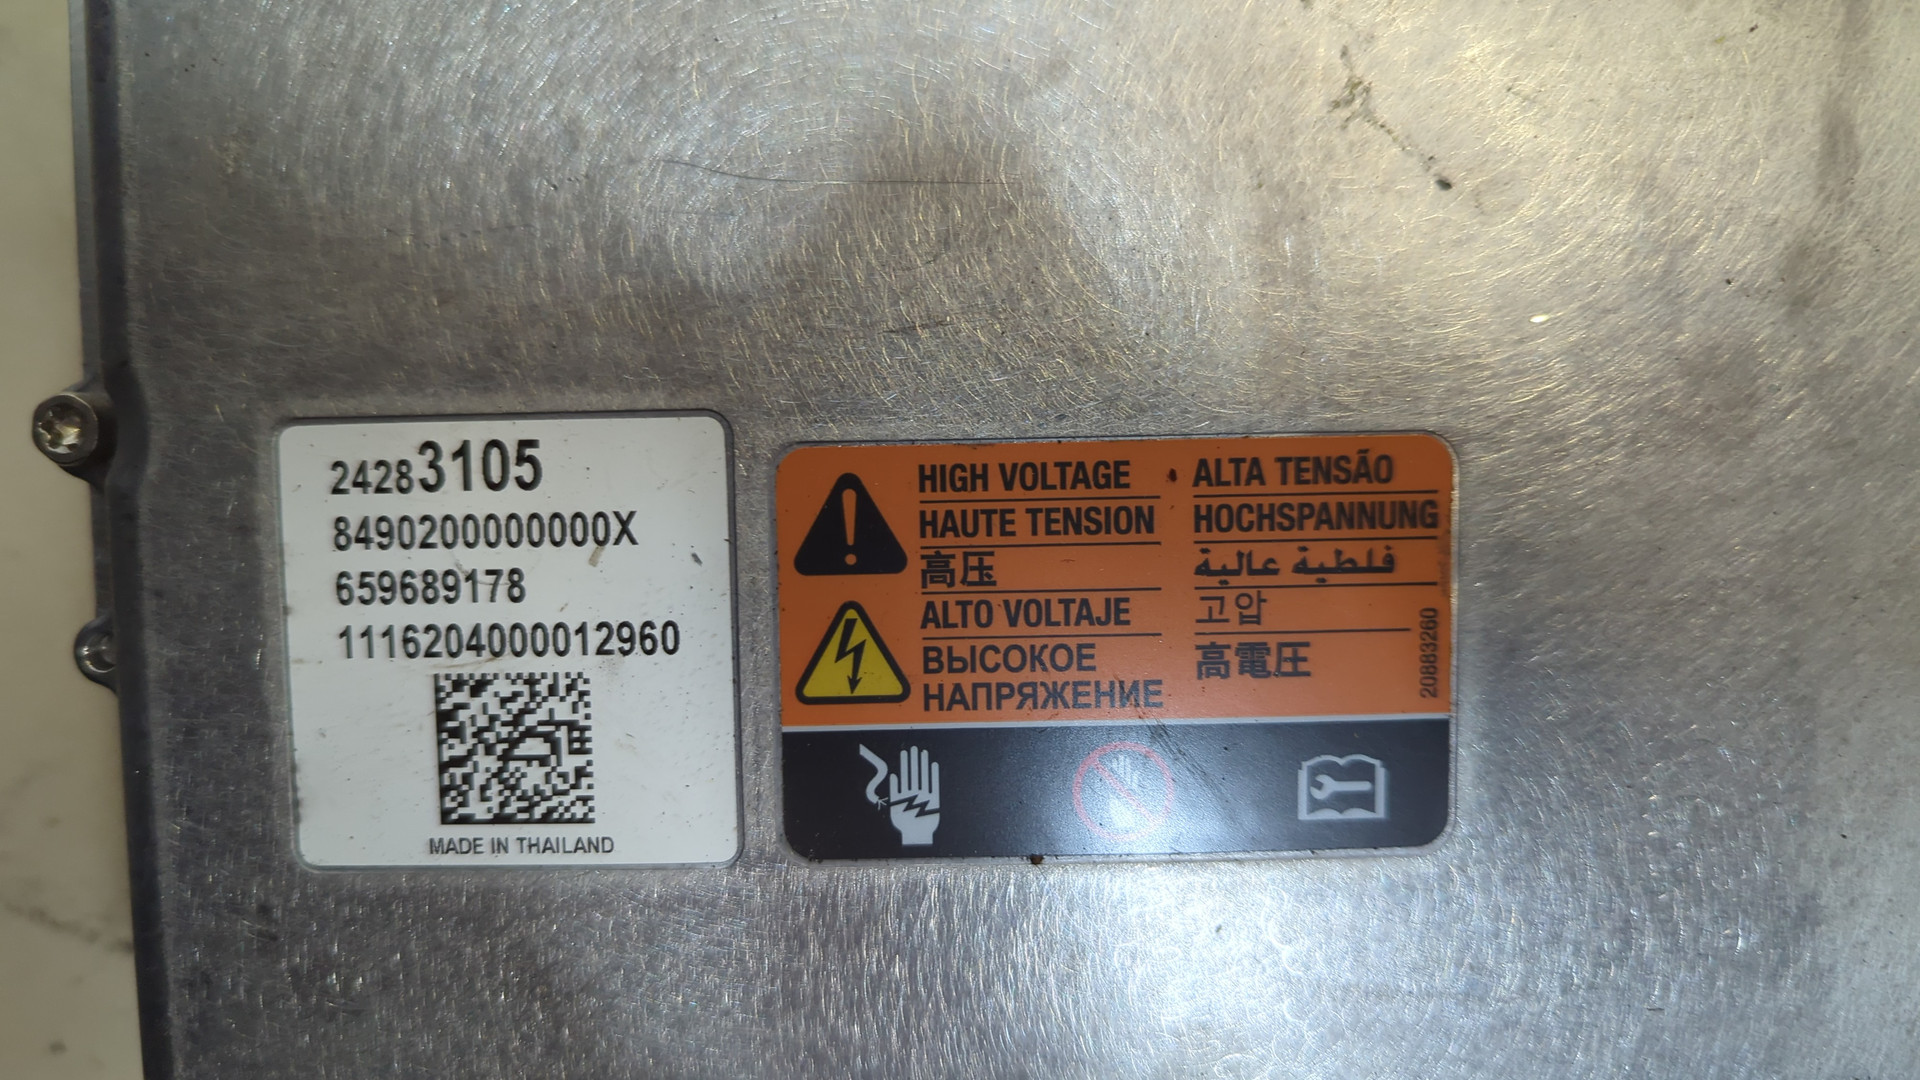 24283105
8490200000000X
659689178
1116204000012960
MADE IN THAILAND
HIGH VOLTAGE
HAUTE TENSION
高压
ALTO VOLTAJE
ВЫСОКОЕ
НАПРЯЖЕНИЕ
ALTA TENSÃO
HOCHSPANNUNG
فلطية عالية
고압
高電圧
20883260